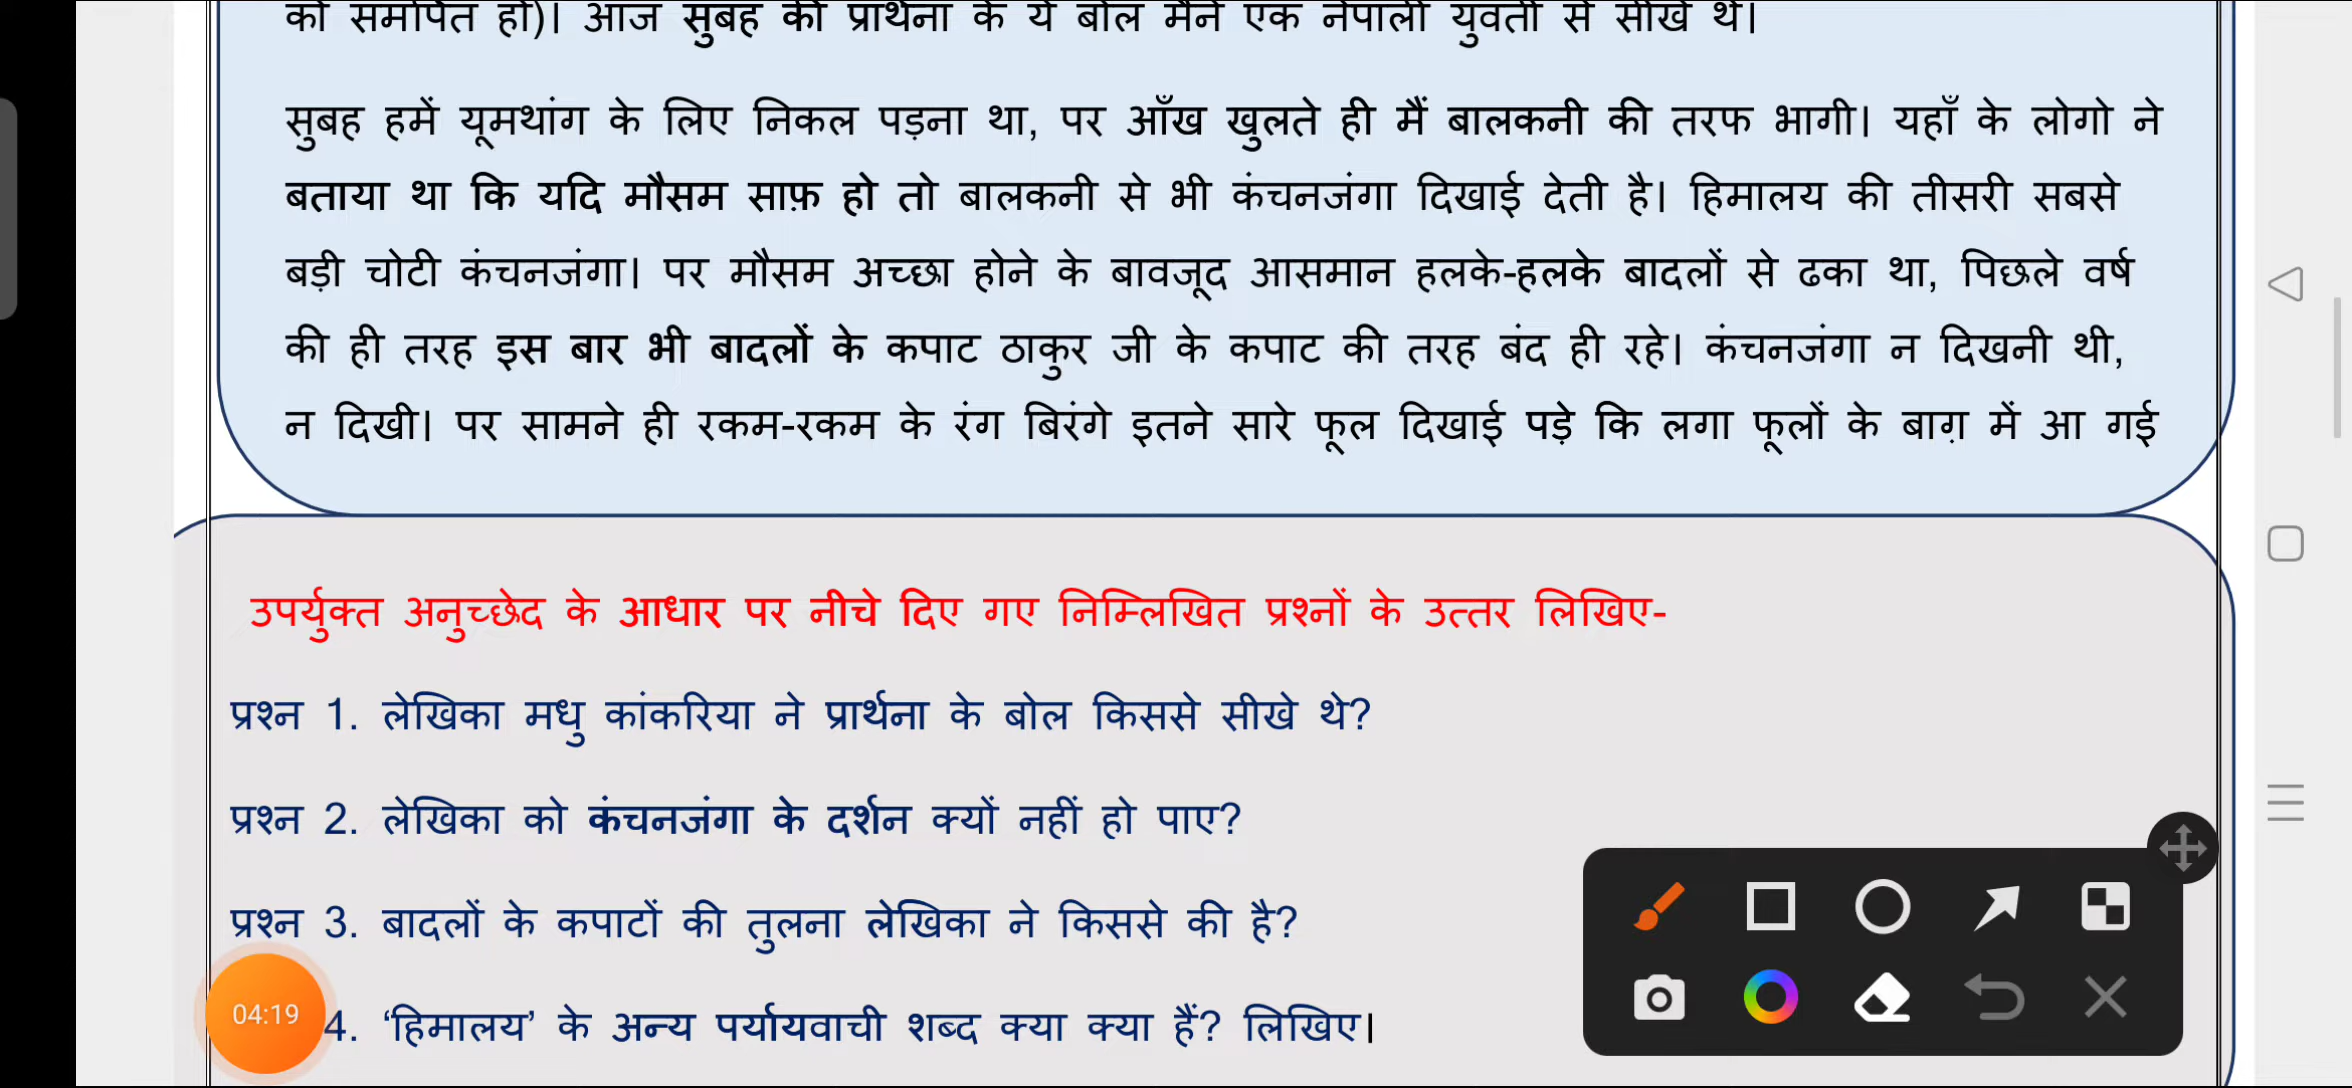 को समर्पित हो)। आज सुबह की प्रार्थना के ये बोल मैंने एक नेपाली युवती से सीखे थे।
सुबह हमें यूमथांग के लिए निकल पड़ना था, पर आँख खुलते ही मैं बालकनी की तरफ भागी। यहाँ के लोगो ने
बताया था कि यदि मौसम साफ़ हो तो बालकनी से भी कंचनजंगा दिखाई देती है। हिमालय की तीसरी सबसे
बड़ी चोटी कंचनजंगा। पर मौसम अच्छा होने के बावजूद आसमान हलके-हलके बादलों से ढका था, पिछले वर्ष
की ही तरह इस बार भी बादलों के कपाट ठाकुर जी के कपाट की तरह बंद ही रहे। कंचनजंगा न दिखनी थी,
न दिखी। पर सामने ही रकम-रकम के रंग बिरंगे इतने सारे फूल दिखाई पड़े कि लगा फूलों के बाग़ में आ गई
उपर्युक्त अनुच्छेद के आधार पर नीचे दिए गए निम्लिखित प्रश्नों के उत्तर लिखिए-
प्रश्न 1. लेखिका मधु कांकरिया ने प्रार्थना के बोल किससे सीखे थे?
प्रश्न 2. लेखिका को कंचनजंगा के दर्शन क्यों नहीं हो पाए?
प्रश्न 3. बादलों के कपाटों की तुलना लेखिका ने किससे की है?
4. ‘हिमालय’ के अन्य पर्यायवाची शब्द क्या क्या हैं? लिखिए।
04:19